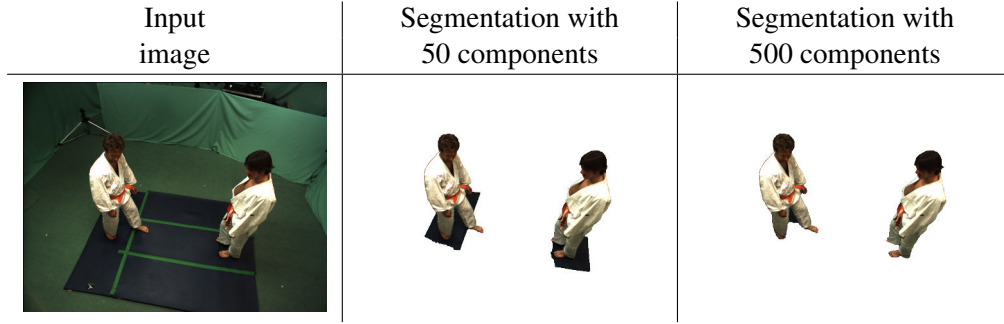 Input
image
Segmentation with
50 components
Segmentation with
500 components